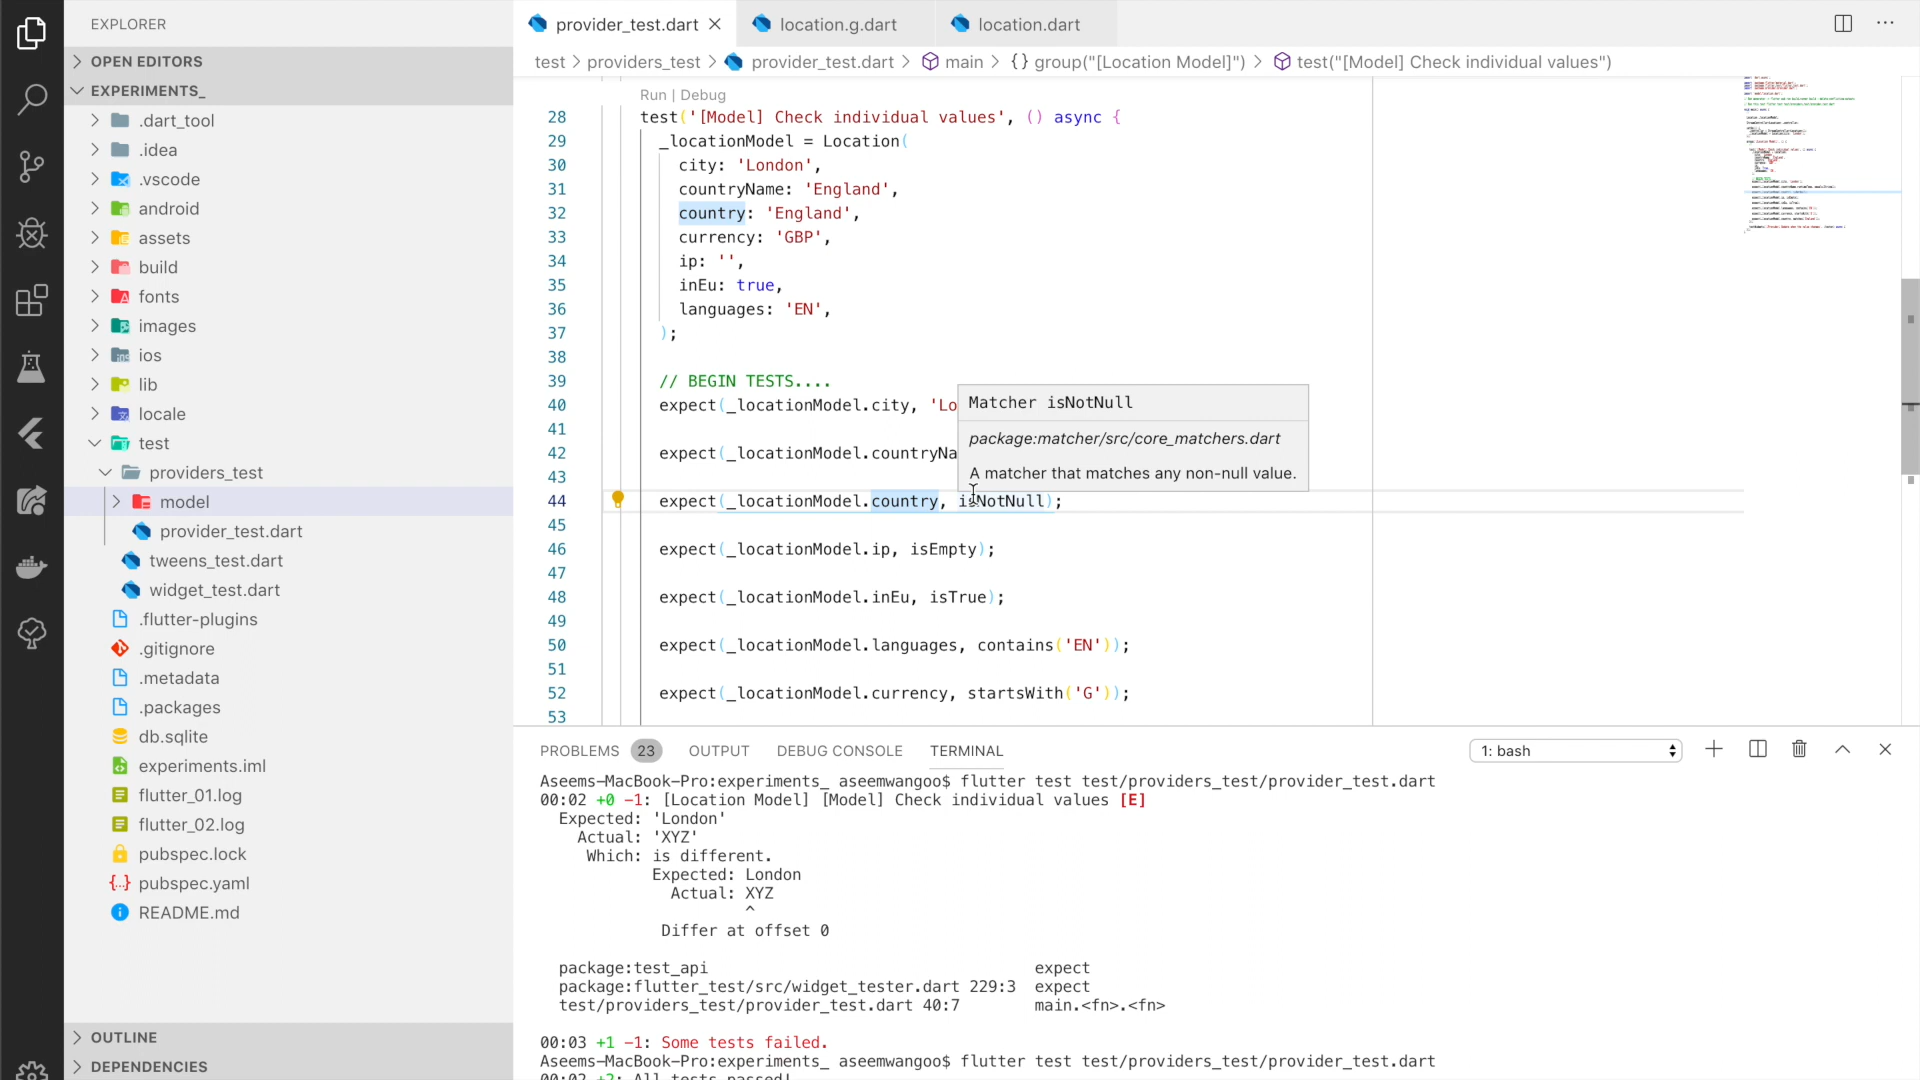 EXPLORER
OPEN EDITORS
EXPERIMENTS_
.dart_tool
.idea
.vscode
android
assets
build
fonts
images
ios
lib
locale
test
providers_test
model
provider_test.dart
tweens_test.dart
widget_test.dart
.flutter-plugins
.gitignore
.metadata
.packages
db.sqlite
experiments.iml
flutter_01.log
flutter_02.log
pubspec.lock
pubspec.yaml
README.md
OUTLINE
DEPENDENCIES
provider_test.dart
location.g.dart
location.dart
test > providers_test > provider_test.dart > main > {} group("[Location Model]") > test("[Model] Check individual values")
Run | Debug
28 test('[Model] Check individual values', () async {
29 _locationModel = Location(
30 city: 'London',
31 countryName: 'England',
32 country: 'England',
33 currency: 'GBP',
34 ip: '',
35 inEu: true,
36 languages: 'EN',
37 );
38
39 // BEGIN TESTS....
40 expect(_locationModel.city, 'Lo
41
42 expect(_locationModel.countryNa
43
44 expect(_locationModel.country, isNotNull);
45
46 expect(_locationModel.ip, isEmpty);
47
48 expect(_locationModel.inEu, isTrue);
49
50 expect(_locationModel.languages, contains('EN'));
51
52 expect(_locationModel.currency, startsWith('G'));
53
Matcher isNotNull
package:matcher/src/core_matchers.dart
A matcher that matches any non-null value.
PROBLEMS 23 OUTPUT DEBUG CONSOLE TERMINAL
1: bash
Aseems-MacBook-Pro:experiments_ aseemwangoo$ flutter test test/providers_test/provider_test.dart
00:02 +0 -1: [Location Model] [Model] Check individual values [E]
Expected: 'London'
Actual: 'XYZ'
Which: is different.
Expected: London
Actual: XYZ
^
Differ at offset 0
package:test_api expect
package:flutter_test/src/widget_tester.dart 229:3 expect
test/providers_test/provider_test.dart 40:7 main.<fn>.<fn>
00:03 +1 -1: Some tests failed.
Aseems-MacBook-Pro:experiments_ aseemwangoo$ flutter test test/providers_test/provider_test.dart
00:02 +2: All tests passed!